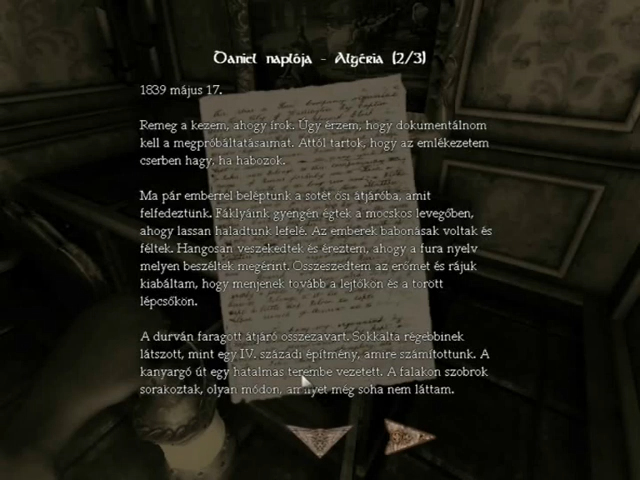 Daniel naplója - Algéria (2/3)
1839 május 17.
Remeg a kezem, ahogy írok. Úgy érzem, hogy dokumentálnom
kell a megpróbáltatásaimat. Attól tartok, hogy az emlékezetem
cserben hagy, ha habozok.
Ma pár emberrel beléptünk a sötét ősi átjáróba, amit
felfedeztünk. Fáklyáink gyengén égtek a mocskos levegőben,
ahogy lassan haladtunk lefelé. Az emberek babonásak voltak és
féltek. Hangosan veszekedtek és éreztem, ahogy a fura nyelv
melyen beszéltek megérint. Összeszedtem az erőmet és rájuk
kiabáltam, hogy menjenek tovább a lejtőkön és a törött
lépcsőkön.
A durván faragott átjáró összezavart. Sokkalta régebbinek
látszott, mint egy IV. századi építmény, amire számítottunk. A
kanyargó út egy hatalmas terembe vezetett. A falakon szobrok
sorakoztak, olyan módon, amilyet még soha nem láttam.